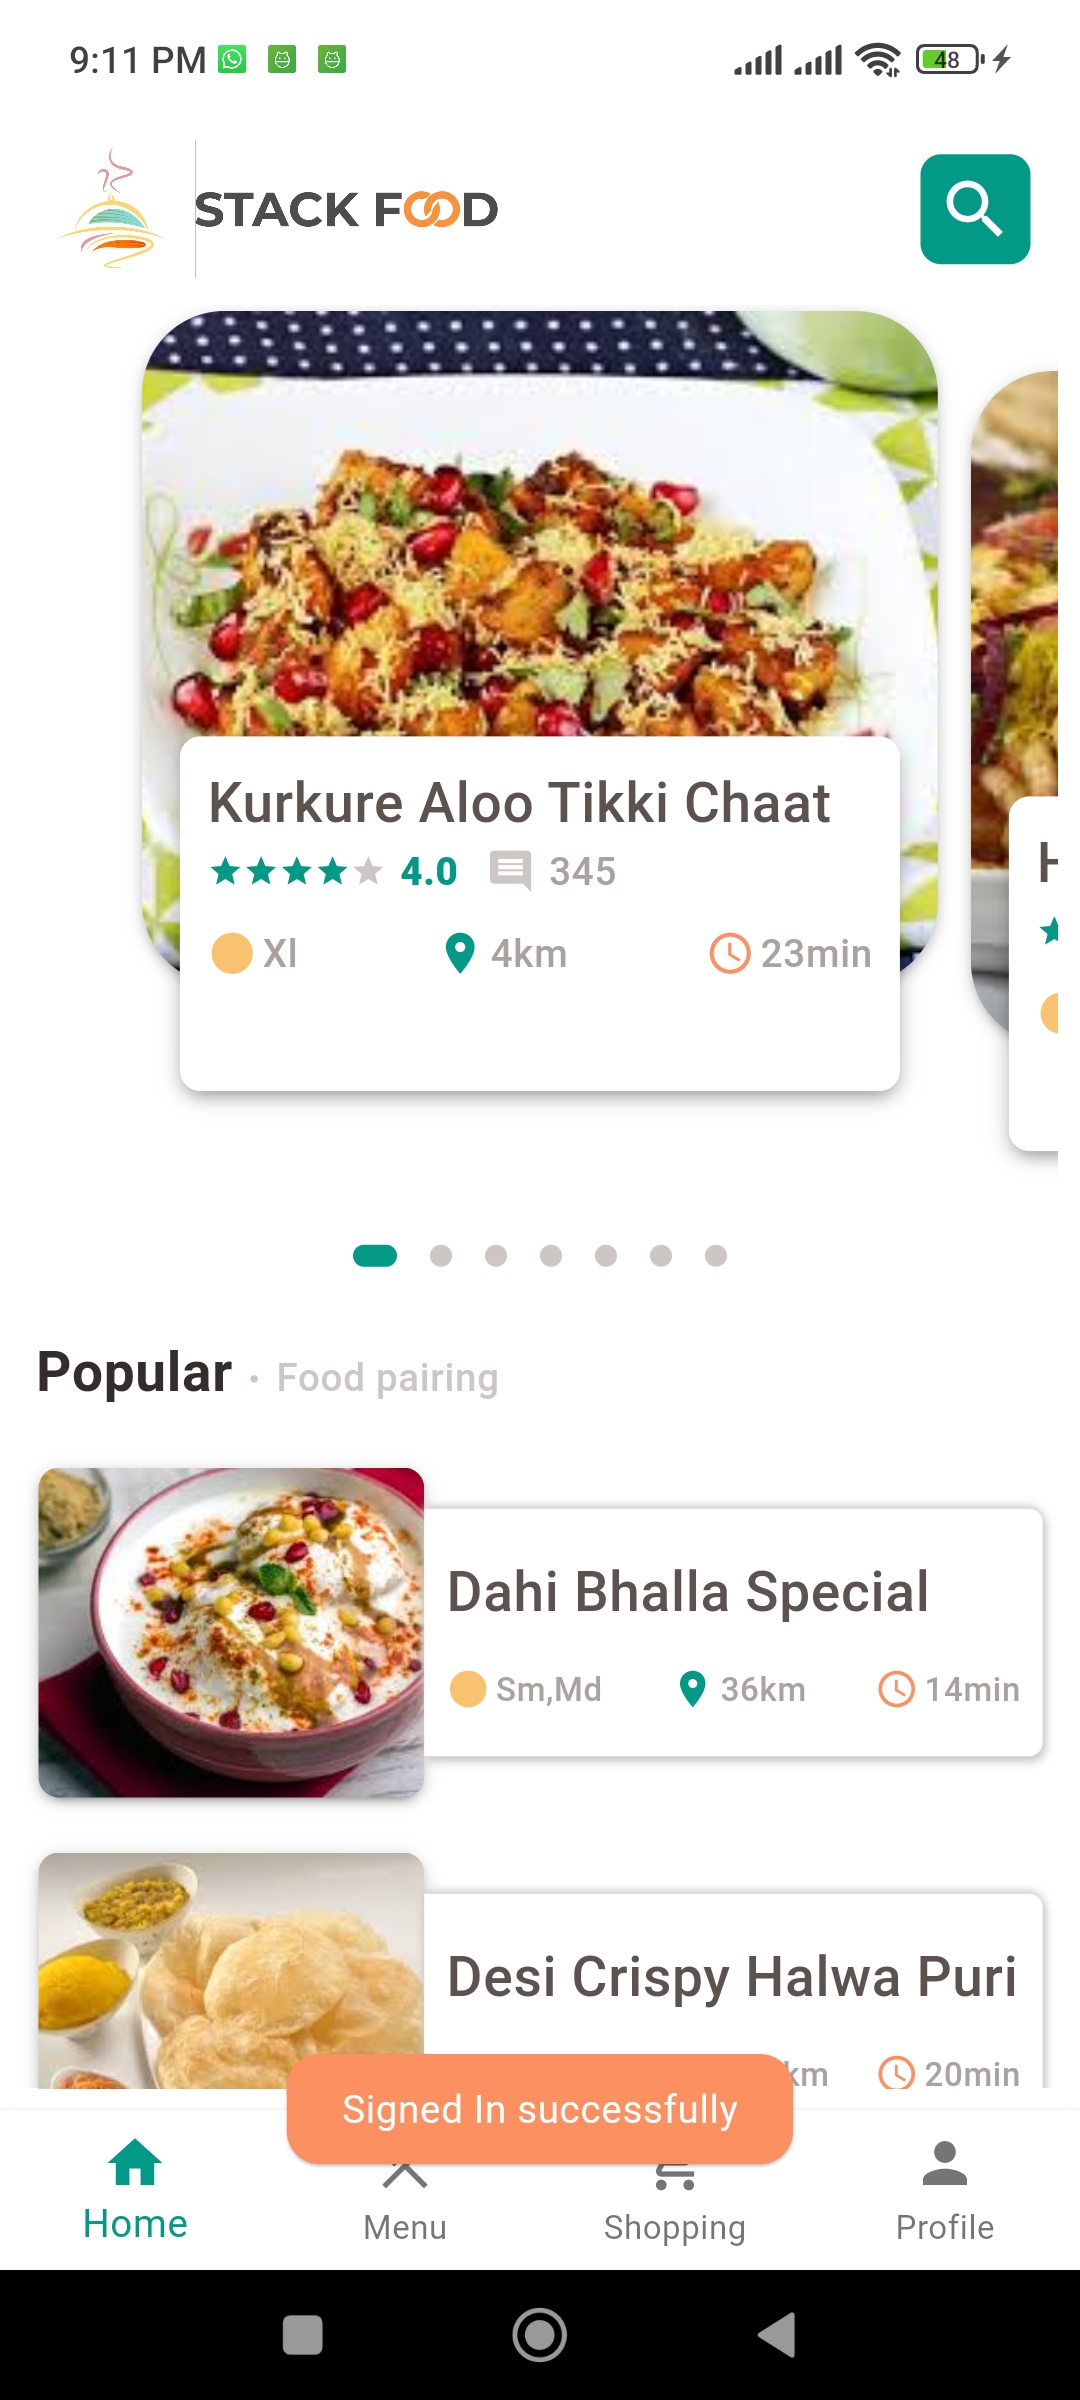 9:11 PM
48
STACK FOOD
Kurkure Aloo Tikki Chaat
4.0 345
Xl 4km 23min
H
Popular • Food pairing
Dahi Bhalla Special
Sm,Md 36km 14min
Desi Crispy Halwa Puri
km 20min
Signed In successfully
Home Menu Shopping Profile